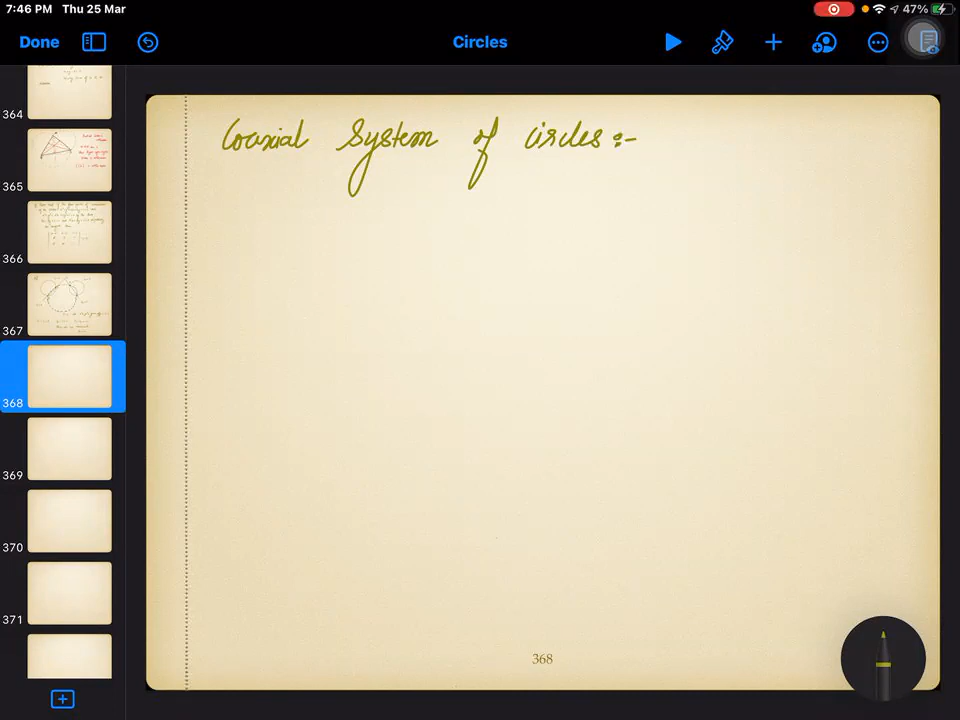 7:46 PM Thu 25 Mar
47%
Done
Circles
364
365
366
367
368
369
370
371
Coaxial System of circles :-
368